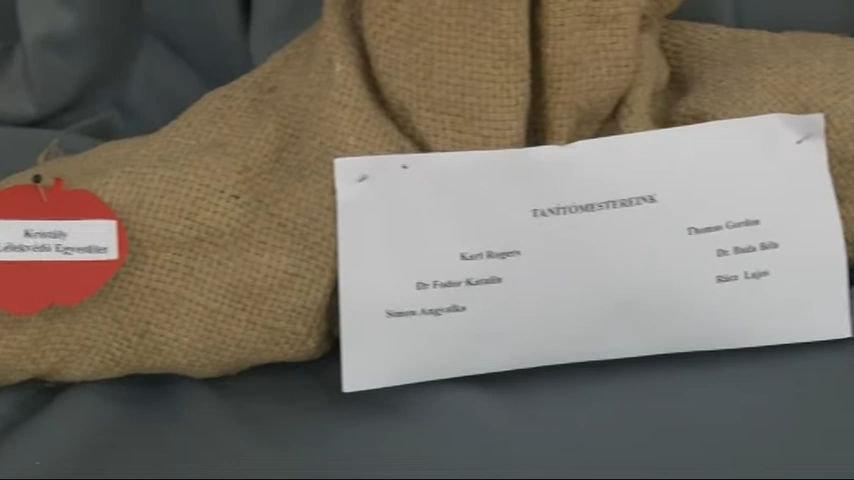 Kristály
Lélekvédő Egyesület
TANÍTÓMESTEREINK
Karl Rogers
Dr Fodor Katalin
Simon Angyalka
Thomas Gordon
Dr. Buda Béla
Rácz Lajos